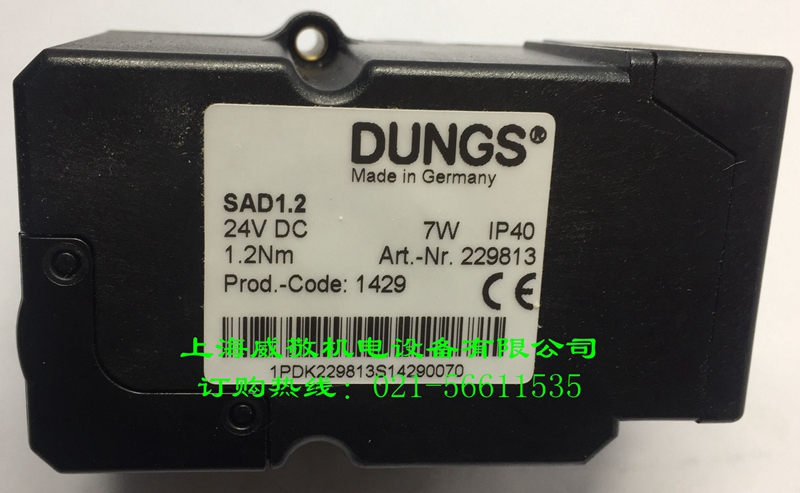 DUNGS®
Made in Germany
SAD1.2
24V DC 7W IP40
1.2Nm Art.-Nr. 229813
Prod.-Code: 1429
CE
上海威敬机电设备有限公司
1PDK229813S14290070
订购热线：021-56611535